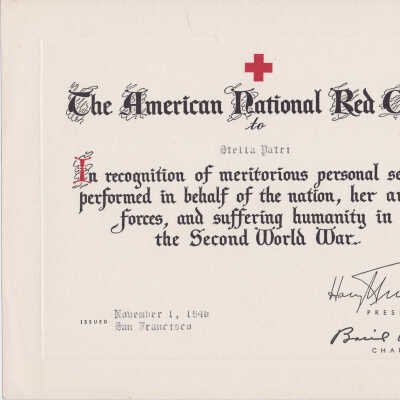 The American National Red C
to
Stella Patri
In recognition of meritorious personal se
performed in behalf of the nation, her ar
forces, and suffering humanity in
the Second World War.
Harry
PRES
ISSUED November 1, 1946
San Francisco
CHA